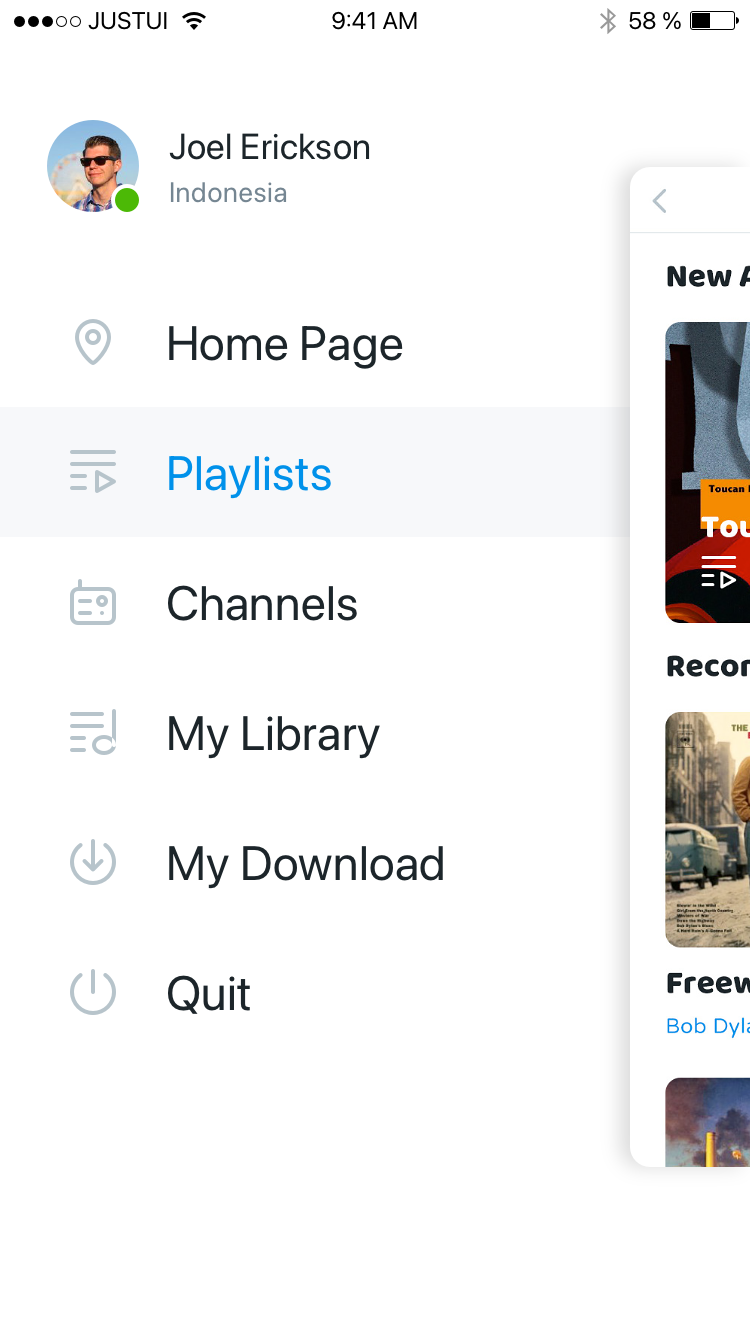 JUSTUI
9:41 AM
58 %
Joel Erickson
Indonesia
Home Page
Playlists
Channels
My Library
My Download
Quit
New A
Toucan
Tou
Recor
THE
Freew
Bob Dyla